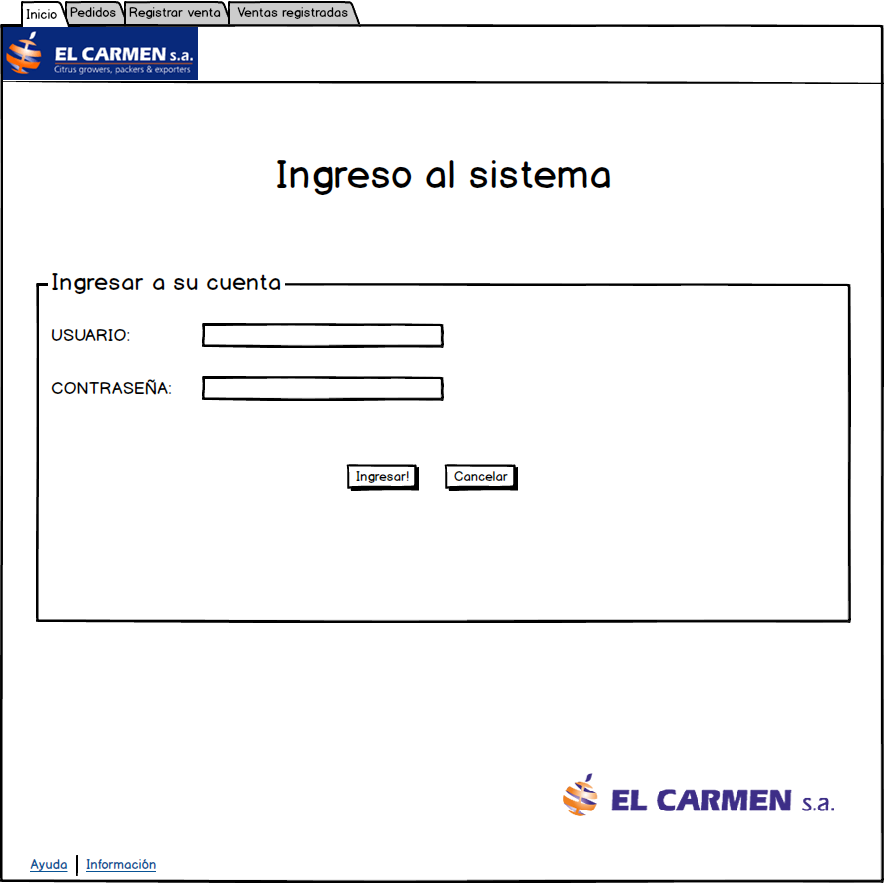 Inicio Pedidos Registrar venta Ventas registradas
EL CARMEN s.a.
Citrus growers, packers & exporters
Ingreso al sistema
Ingresar a su cuenta
USUARIO:
CONTRASEÑA:
Ingresar! Cancelar
EL CARMEN s.a.
Ayuda Información